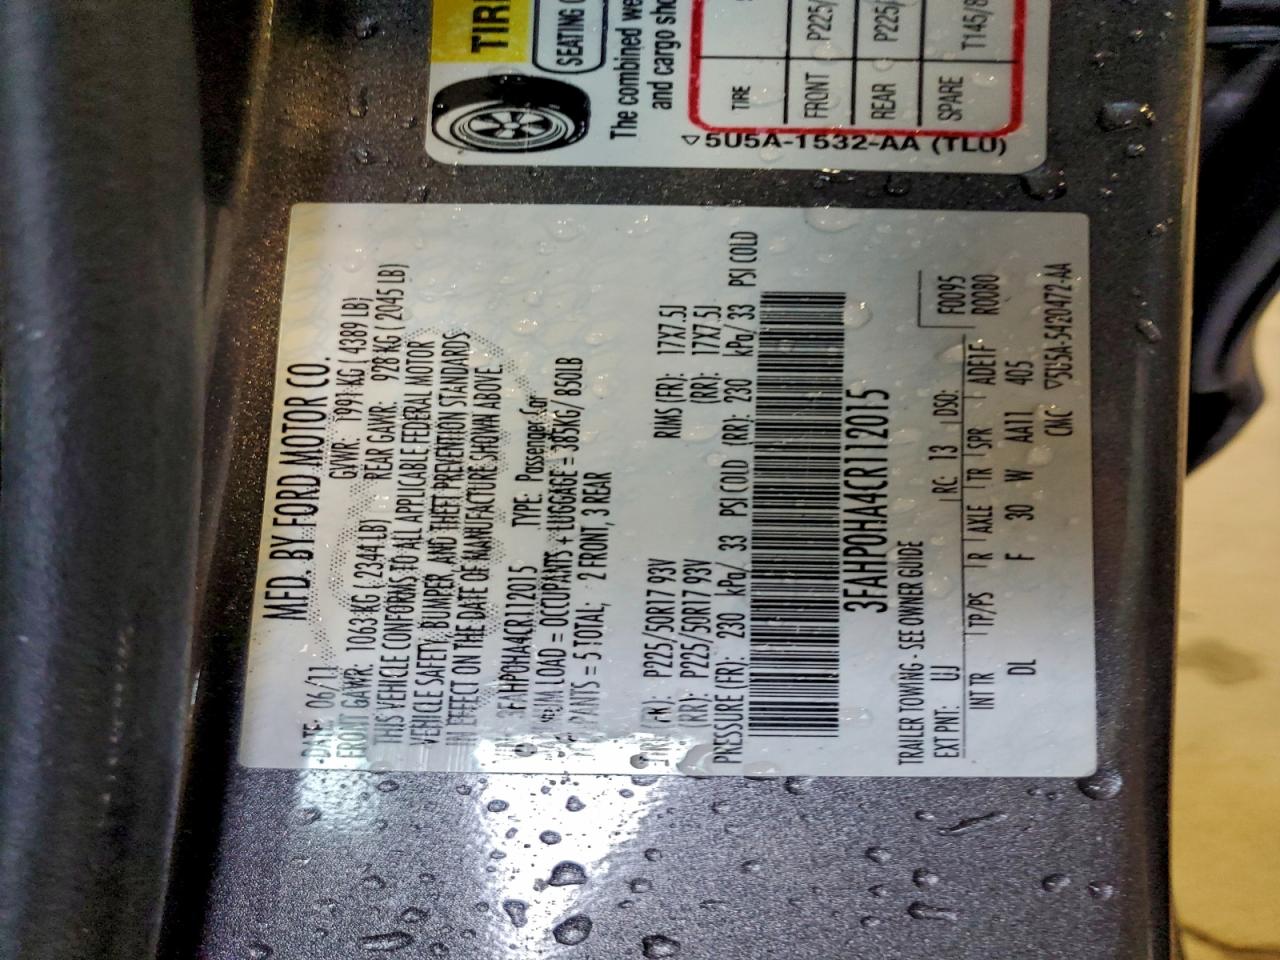 MFD. BY FORD MOTOR CO.
DATE: 06/11 GVWR: 1991 KG ( 4389 LB)
FRONT GAWR: 1063 KG ( 2344 LB) REAR GAWR: 928 KG ( 2045 LB)
THIS VEHICLE CONFORMS TO ALL APPLICABLE FEDERAL MOTOR
VEHICLE SAFETY, BUMPER, AND THEFT PREVENTION STANDARDS
IN EFFECT ON THE DATE OF MANUFACTURE SHOWN ABOVE.
3FAHP0HA4CR112015 TYPE: Passenger Car
LOAD = OCCUPANTS + LUGGAGE = 385KG/ 850LB
= 5 TOTAL, 2 FRONT, 3 REAR
P225/50R17 93V RIMS (FR): 17X7.5J
(RR): P225/50R17 93V (RR): 17X7.5J
PRESSURE (FR): 230 kPa/ 33 PSI COLD (RR): 230 kPa/ 33 PSI COLD
3FAHP0HA4CR112015
TRAILER TOWING - SEE OWNER GUIDE
EXT PNT: UJ RC: 13 DSO: F0095
INT TR TP/PS R AXLE TR SPR ADE1F R0080
DL F 30 W AA11 405
CMC ▽5U5A-5420472-AA
TIRE
SEATING
The combined
and cargo
TIRE
FRONT P225/
REAR P225/
SPARE T145/
▽ 5U5A-1532-AA (TLU)